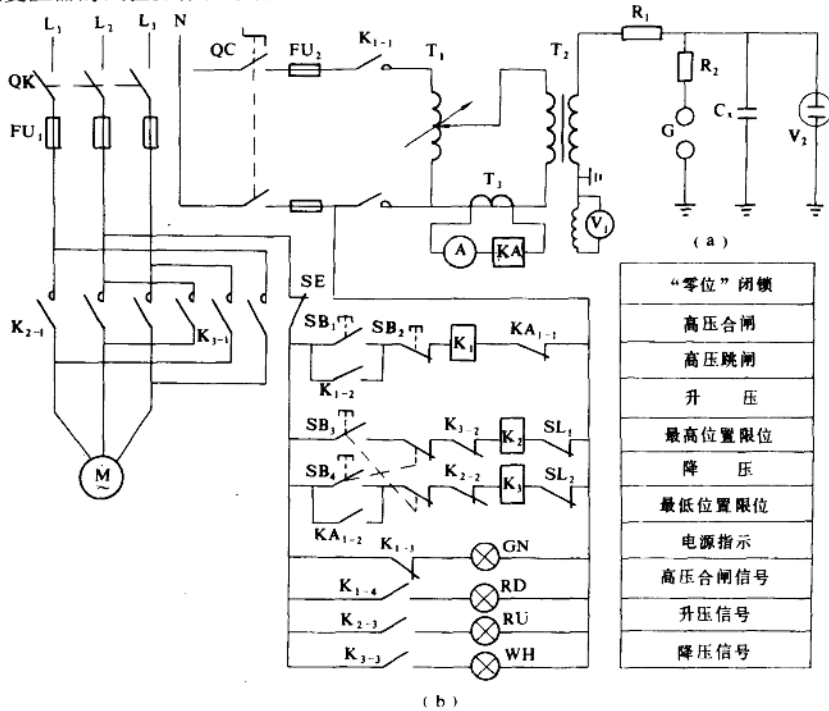 L₁ L₂ L₃ N
QK
FU₁
QC FU₂ K₁₋₁ T₁ T₂
R₁
R₂
G
Cₓ
V₂
T₃
A KA
V₁
(a)
K₂₋₁
K₃₋₁
M
~
SE
SB₁ SB₂ K₁ KA₁₋₁
K₁₋₂
SB₃ K₃₋₂ K₂ SL₁
SB₄ K₂₋₂ K₃ SL₂
KA₁₋₂
K₁₋₃ GN
K₁₋₄ RD
K₂₋₃ RU
K₃₋₃ WH
(b)
“零位”闭锁
高压合闸
高压跳闸
升 压
最高位置限位
降 压
最低位置限位
电源指示
高压合闸信号
升压信号
降压信号